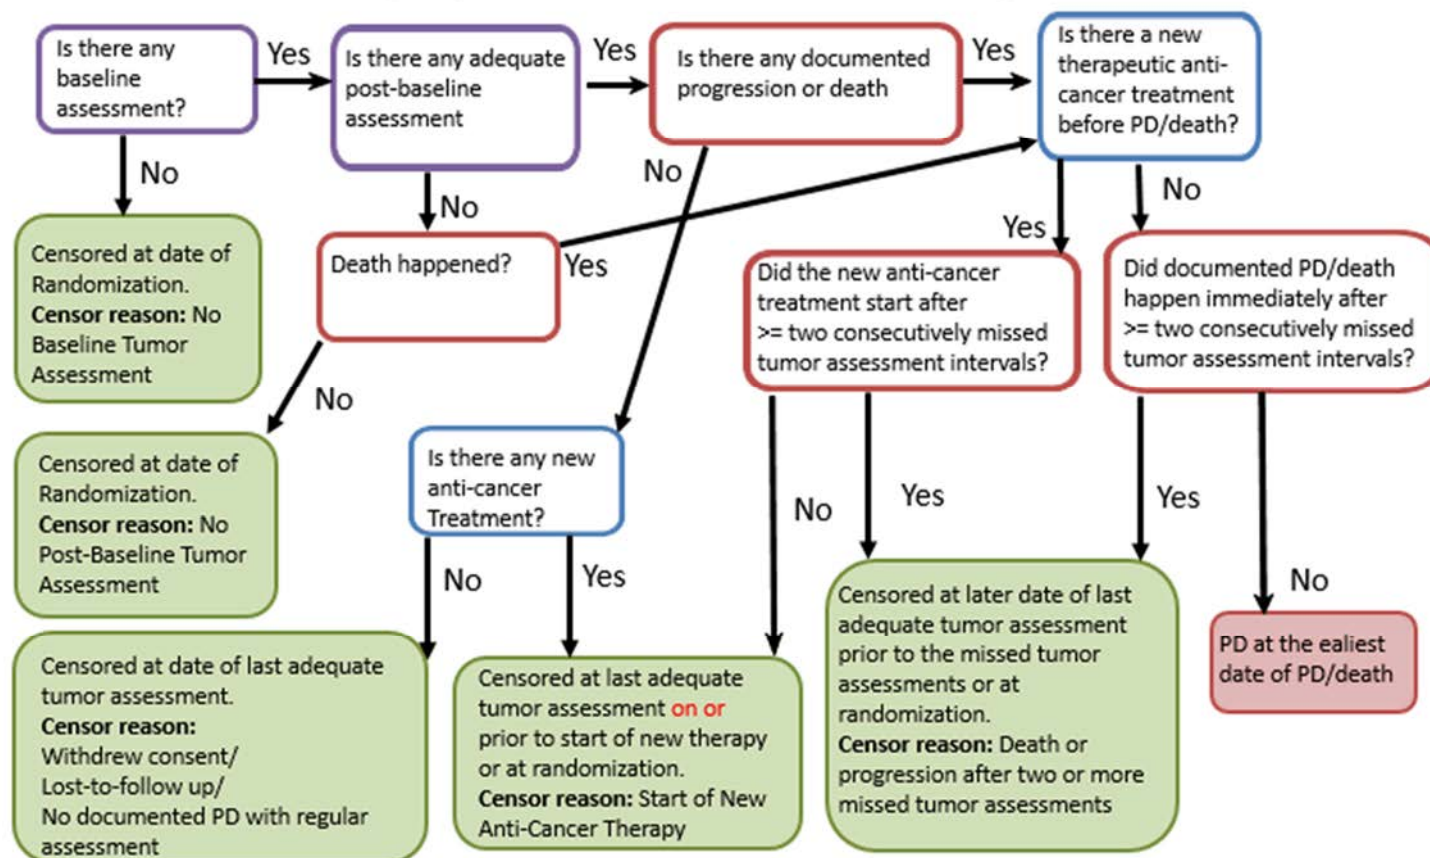 Is there any
baseline
assessment?
Yes
Is there any adequate
post-baseline
assessment
Yes
Is there any documented
progression or death
Yes
Is there a new
therapeutic anti-
cancer treatment
before PD/death?
No
No
No
Yes
No
Censored at date of
Randomization.
Censor reason: No
Baseline Tumor
Assessment
Death happened?
Yes
Did the new anti-cancer
treatment start after
>= two consecutively missed
tumor assessment intervals?
Did documented PD/death
happen immediately after
>= two consecutively missed
tumor assessment intervals?
No
Censored at date of
Randomization.
Censor reason: No
Post-Baseline Tumor
Assessment
Is there any new
anti-cancer
Treatment?
No
Yes
Yes
No
No
Yes
Censored at date of last adequate
tumor assessment.
Censor reason:
Withdrew consent/
Lost-to-follow up/
No documented PD with regular
assessment
Censored at last adequate
tumor assessment on or
prior to start of new therapy
or at randomization.
Censor reason: Start of New
Anti-Cancer Therapy
Censored at later date of last
adequate tumor assessment
prior to the missed tumor
assessments or at
randomization.
Censor reason: Death or
progression after two or more
missed tumor assessments
PD at the ealiest
date of PD/death